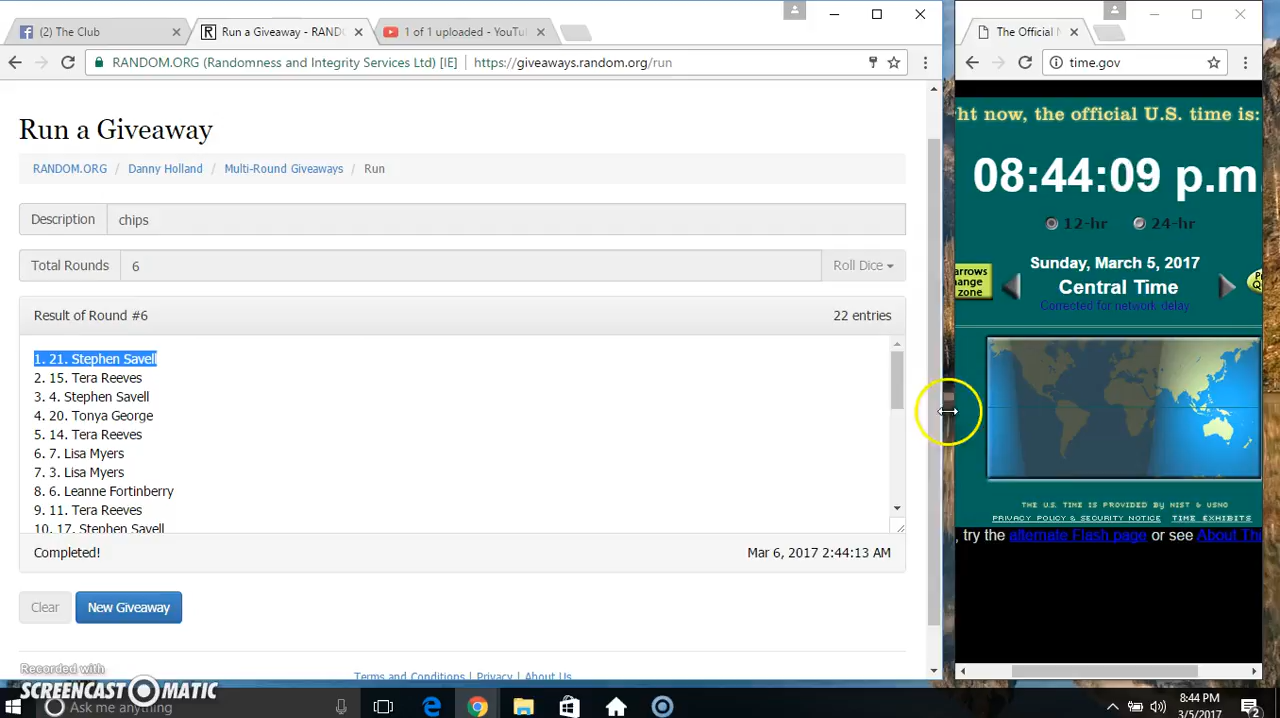 (2) The Club
Run a Giveaway - RAND
1 of 1 uploaded - YouTu
The Official
RANDOM.ORG (Randomness and Integrity Services Ltd) [IE]
https://giveaways.random.org/run
time.gov
Run a Giveaway
RANDOM.ORG / Danny Holland / Multi-Round Giveaways / Run
Description chips
Total Rounds 6 Roll Dice
Result of Round #6 22 entries
1. 21. Stephen Savell
2. 15. Tera Reeves
3. 4. Stephen Savell
4. 20. Tonya George
5. 14. Tera Reeves
6. 7. Lisa Myers
7. 3. Lisa Myers
8. 6. Leanne Fortinberry
9. 11. Tera Reeves
10. 17. Stephen Savell
Completed! Mar 6, 2017 2:44:13 AM
Clear New Giveaway
Terms and Conditions | Privacy | About Us
ht now, the official U.S. time is:
08:44:09 p.m
12-hr 24-hr
Sunday, March 5, 2017
Central Time
Corrected for network delay
arrows
ange
zone
THE U.S. TIME IS PROVIDED BY NIST & USNO
PRIVACY POLICY & SECURITY NOTICE TIME EXHIBITS
, try the alternate Flash page or see About Th
Recorded with
SCREENCAST-O-MATIC
Ask me anything
8:44 PM
3/5/2017
2